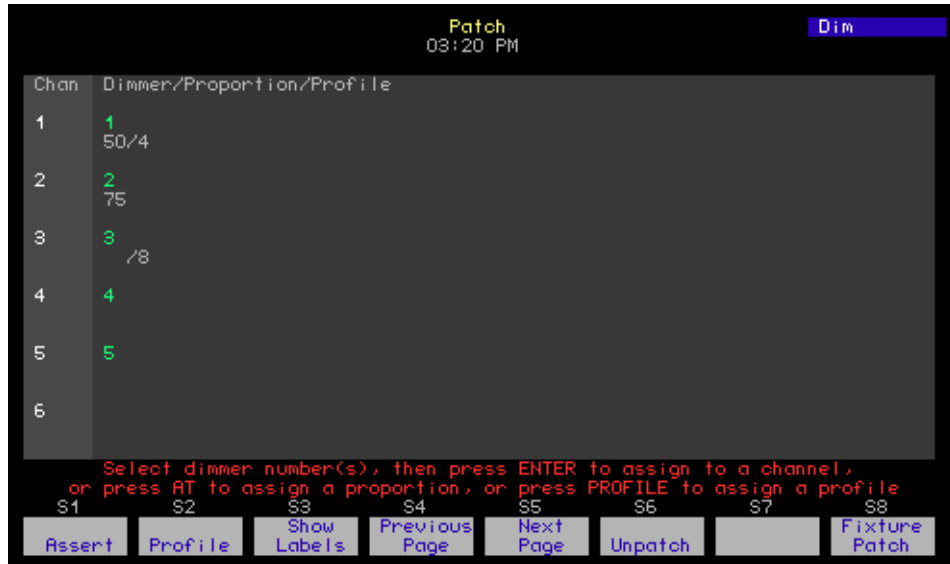 Patch
Dim
03:20 PM
Chan Dimmer/Proportion/Profile
1 1
50/4
2 2
75
3 3
/8
4 4
5 5
6
Select dimmer number(s), then press ENTER to assign to a channel,
or press AT to assign a proportion, or press PROFILE to assign a profile
S1 S2 S3 S4 S5 S6 S7 S8
Assert Profile Show Labels Previous Page Next Page Unpatch Fixture Patch